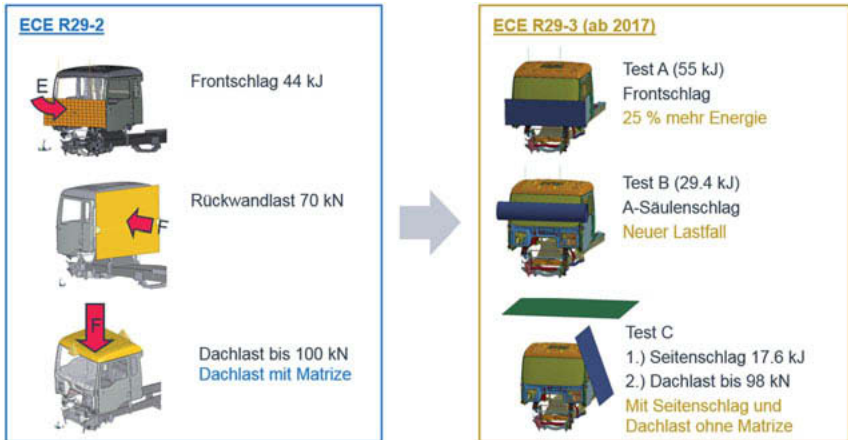 ECE R29-2
E
Frontschlag 44 kJ
F
Rückwandlast 70 kN
F
Dachlast bis 100 kN
Dachlast mit Matrize
ECE R29-3 (ab 2017)
Test A (55 kJ)
Frontschlag
25 % mehr Energie
Test B (29.4 kJ)
A-Säulenschlag
Neuer Lastfall
Test C
1.) Seitenschlag 17.6 kJ
2.) Dachlast bis 98 kN
Mit Seitenschlag und
Dachlast ohne Matrize